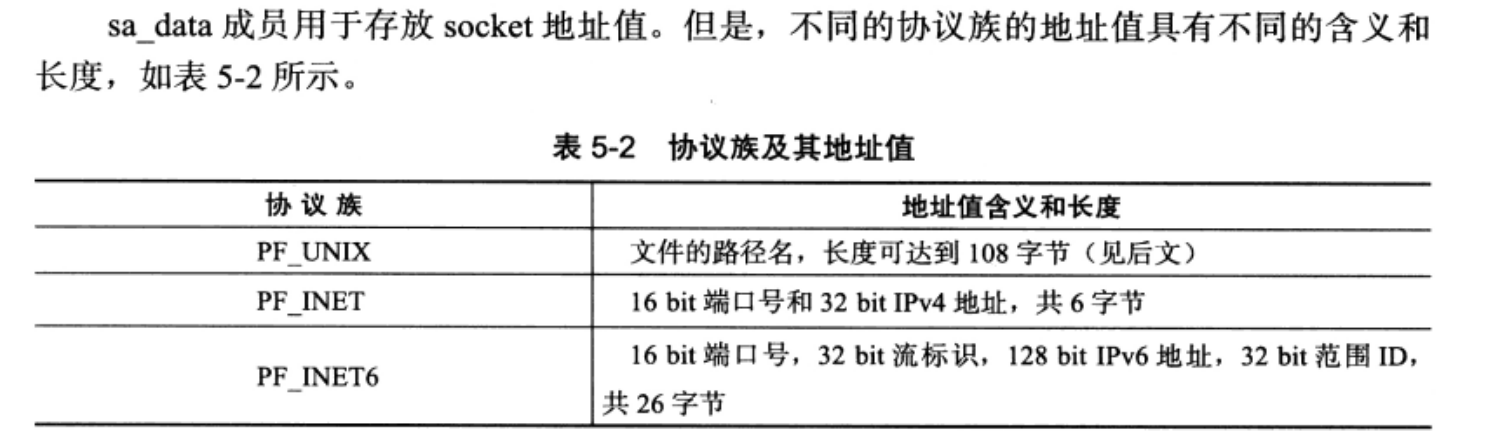 sa_data 成员用于存放 socket 地址值。但是，不同的协议族的地址值具有不同的含义和
长度，如表 5-2 所示。
表 5-2 协议族及其地址值
协 议 族
地址值含义和长度
PF_UNIX
文件的路径名，长度可达到 108 字节（见后文）
PF_INET
16 bit 端口号和 32 bit IPv4 地址，共 6 字节
PF_INET6
16 bit 端口号，32 bit 流标识，128 bit IPv6 地址，32 bit 范围 ID，
共 26 字节